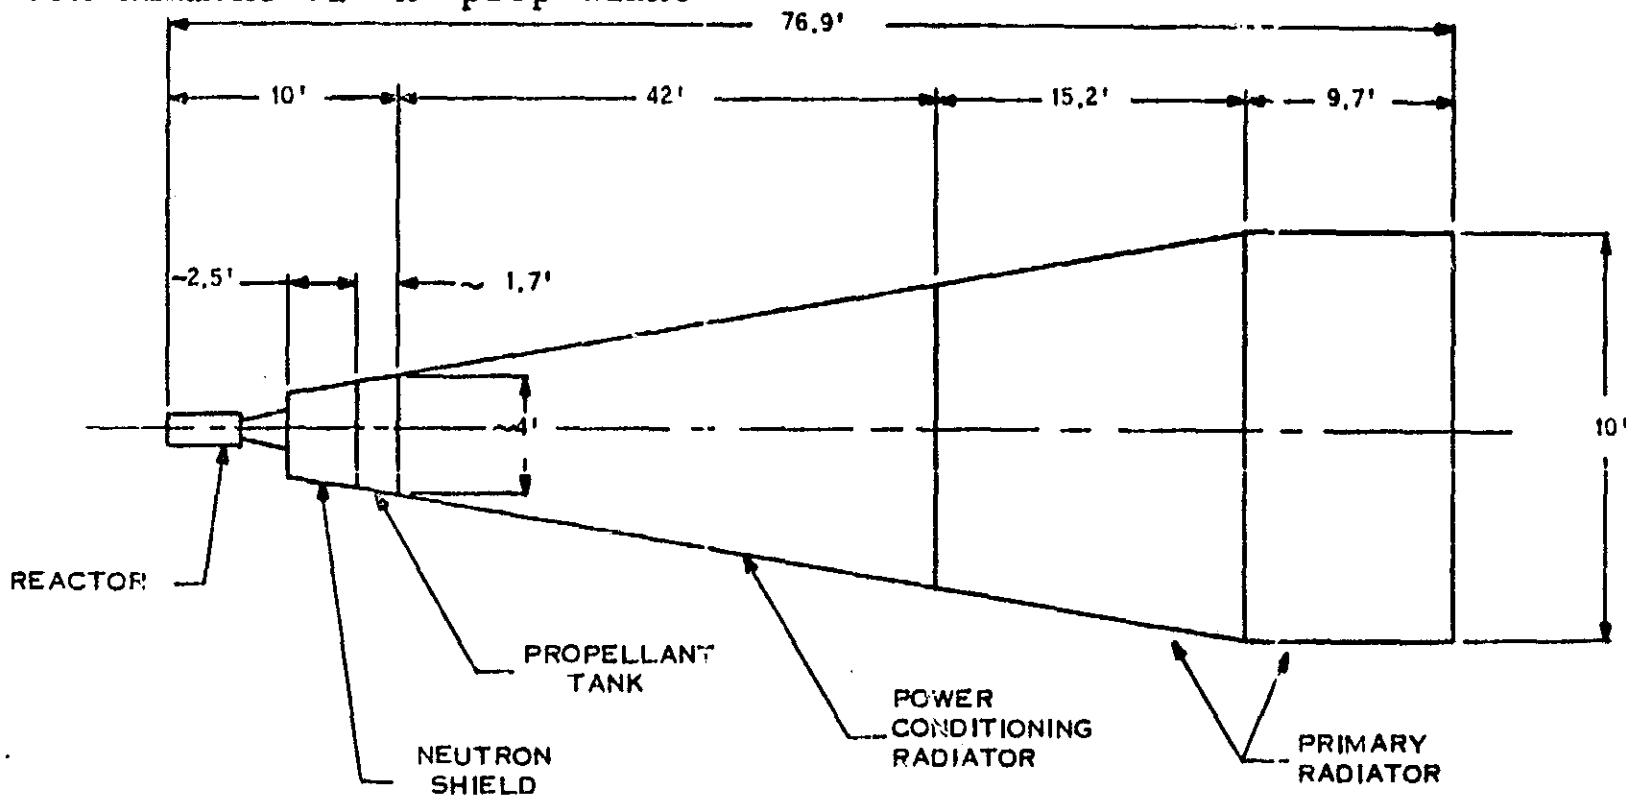 76.9'
10'
42'
15.2'
9.7'
~2.5'
~ 1.7'
~4'
10'
REACTOR
PROPELLANT
TANK
NEUTRON
SHIELD
POWER
CONDITIONING
RADIATOR
PRIMARY
RADIATOR